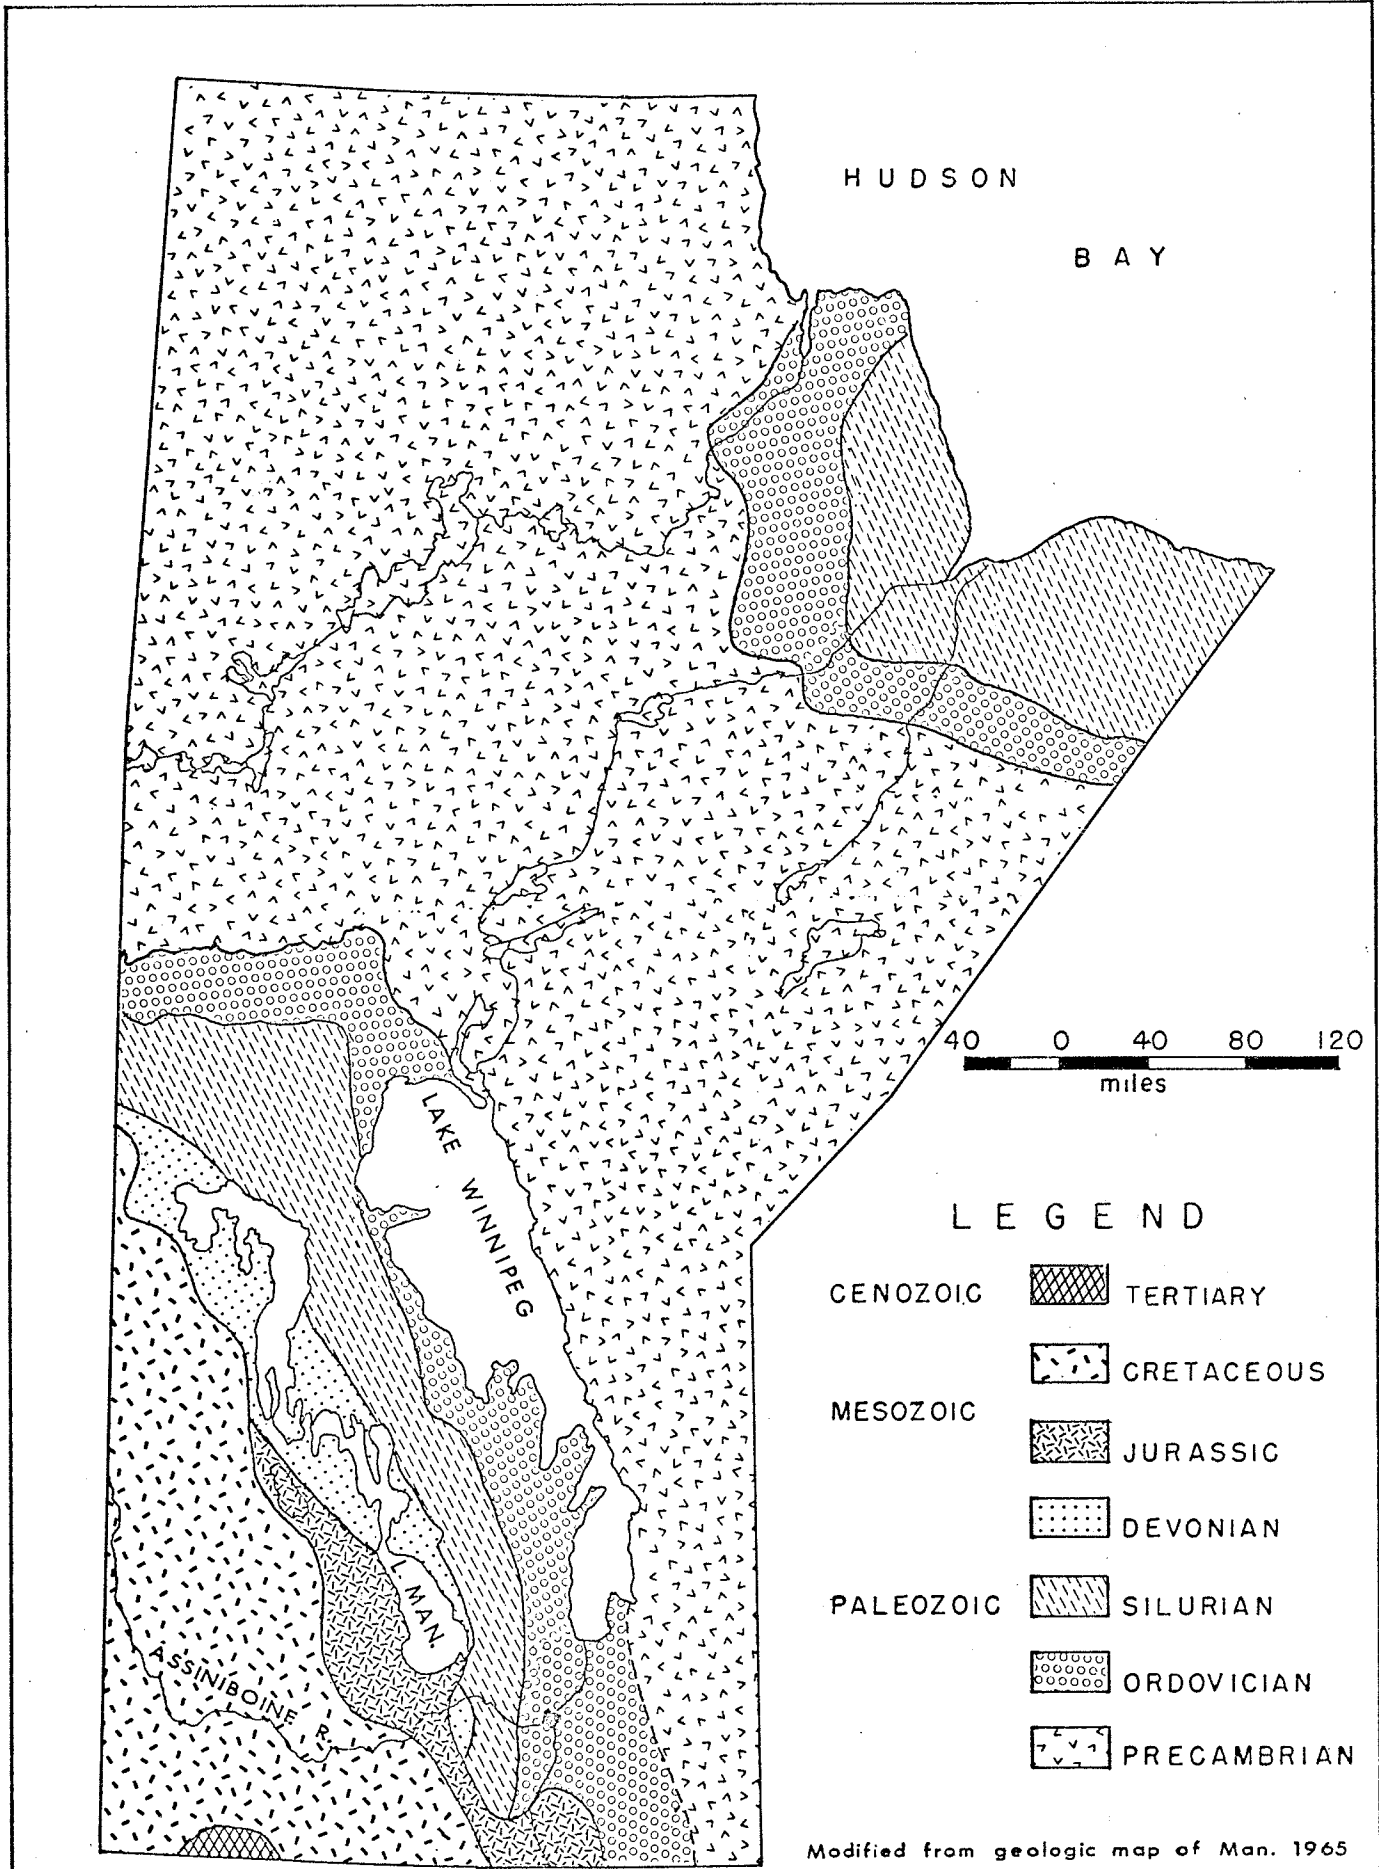 HUDSON
BAY
40 0 40 80 120
miles
LAKE WINNIPEG
L. MAN.
ASSINIBOINE R.
LEGEND
CENOZOIC
TERTIARY
CRETACEOUS
MESOZOIC
JURASSIC
DEVONIAN
PALEOZOIC
SILURIAN
ORDOVICIAN
PRECAMBRIAN
Modified from geologic map of Man. 1965